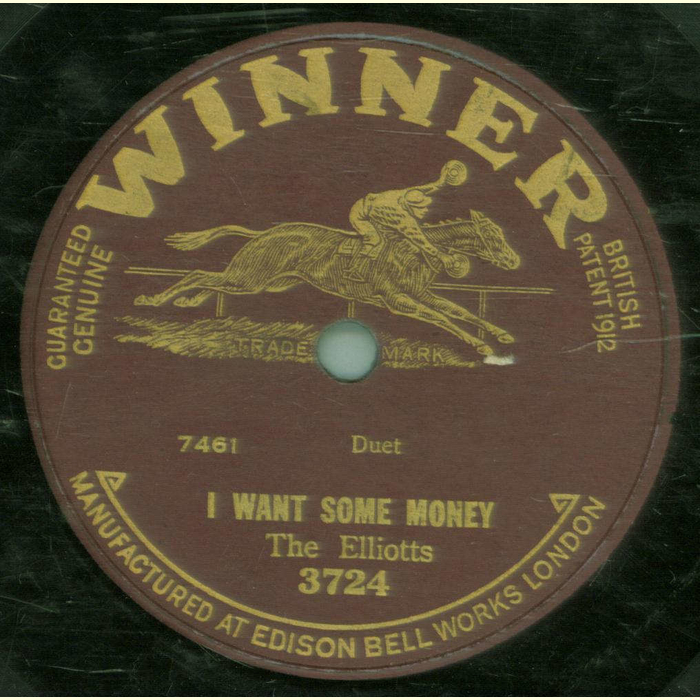 WINNER
GUARANTEED
GENUINE
BRITISH
PATENT 1912
TRADE MARK
7461 Duet
I WANT SOME MONEY
The Elliotts
3724
MANUFACTURED AT EDISON BELL WORKS LONDON